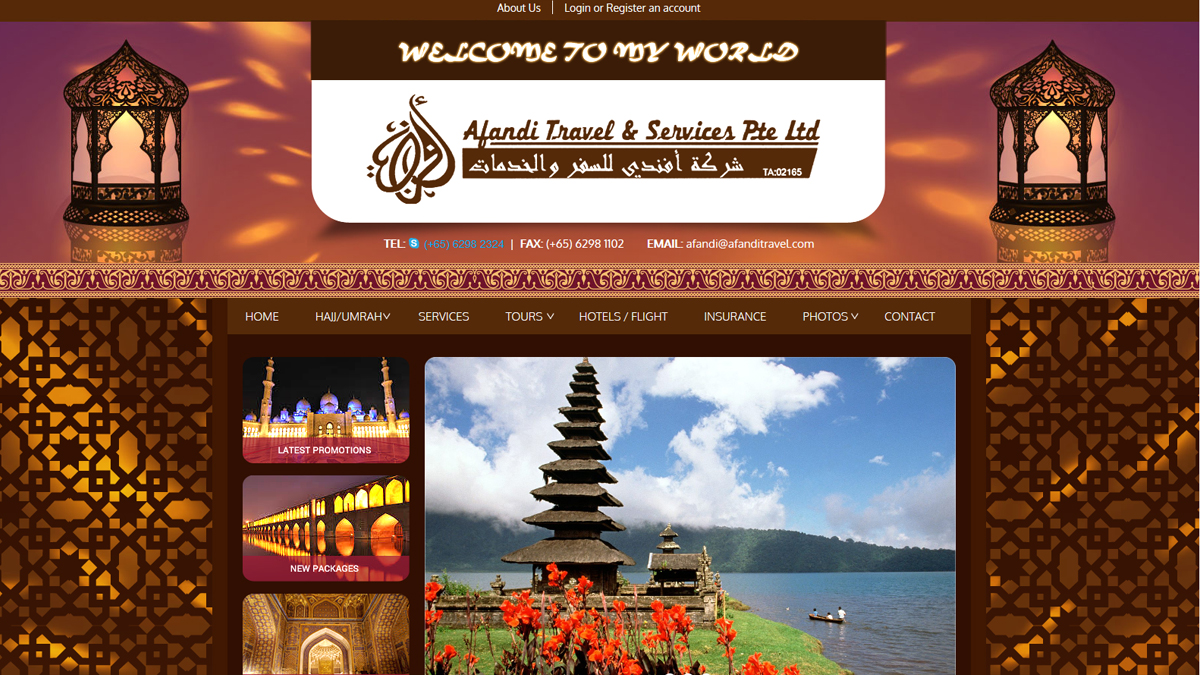 About Us | Login or Register an account
WELCOME TO MY WORLD
Afandi Travel & Services Pte Ltd
شركة أفندي للسفر والخدمات TA:02165
TEL: (+65) 6298 2324 | FAX: (+65) 6298 1102 EMAIL: afandi@afanditravel.com
HOME HAJJ/UMRAH SERVICES TOURS HOTELS / FLIGHT INSURANCE PHOTOS CONTACT
LATEST PROMOTIONS
NEW PACKAGES